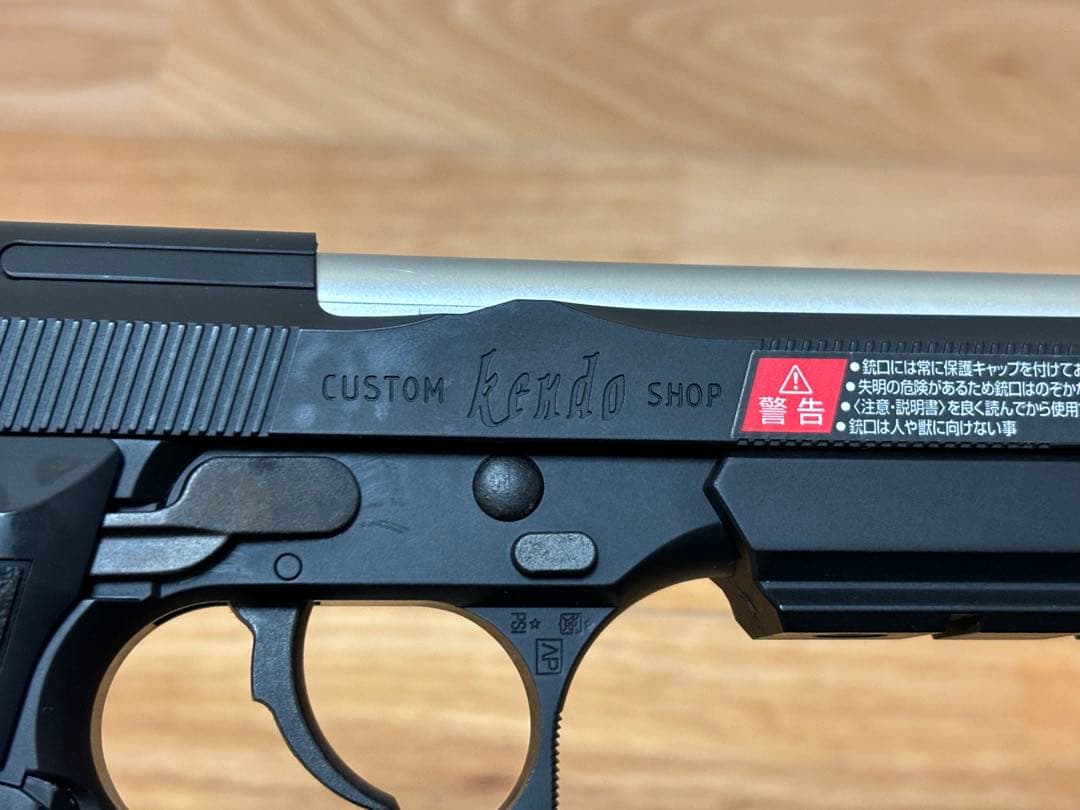 CUSTOM kendo SHOP
警告
●銃口には常に保護キャップを付けてお
●失明の危険があるため銃口はのぞかな
●〈注意・説明書〉を良く読んでから使用
●銃口は人や獣に向けない事
PSI